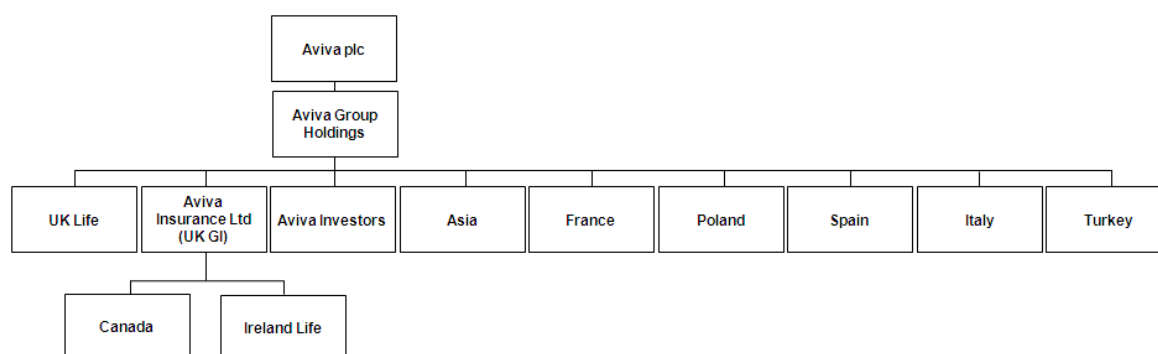 Aviva plc
Aviva Group
Holdings
UK Life
Aviva
Insurance Ltd
(UK GI)
Aviva Investors
Asia
France
Poland
Spain
Italy
Turkey
Canada
Ireland Life